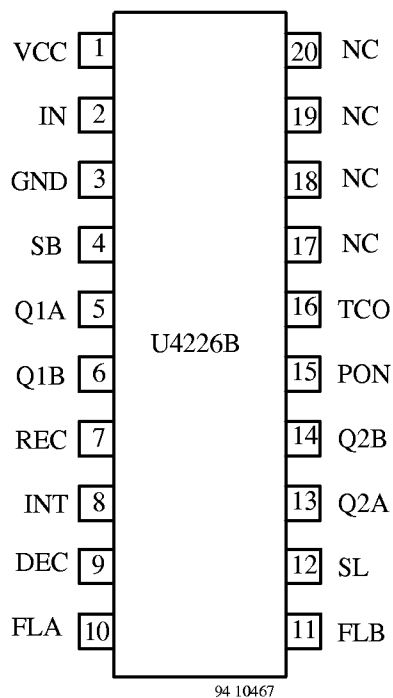 VCC 1 20 NC
IN 2 19 NC
GND 3 18 NC
SB 4 17 NC
Q1A 5 16 TCO
U4226B
Q1B 6 15 PON
REC 7 14 Q2B
INT 8 13 Q2A
DEC 9 12 SL
FLA 10 11 FLB
94 10467